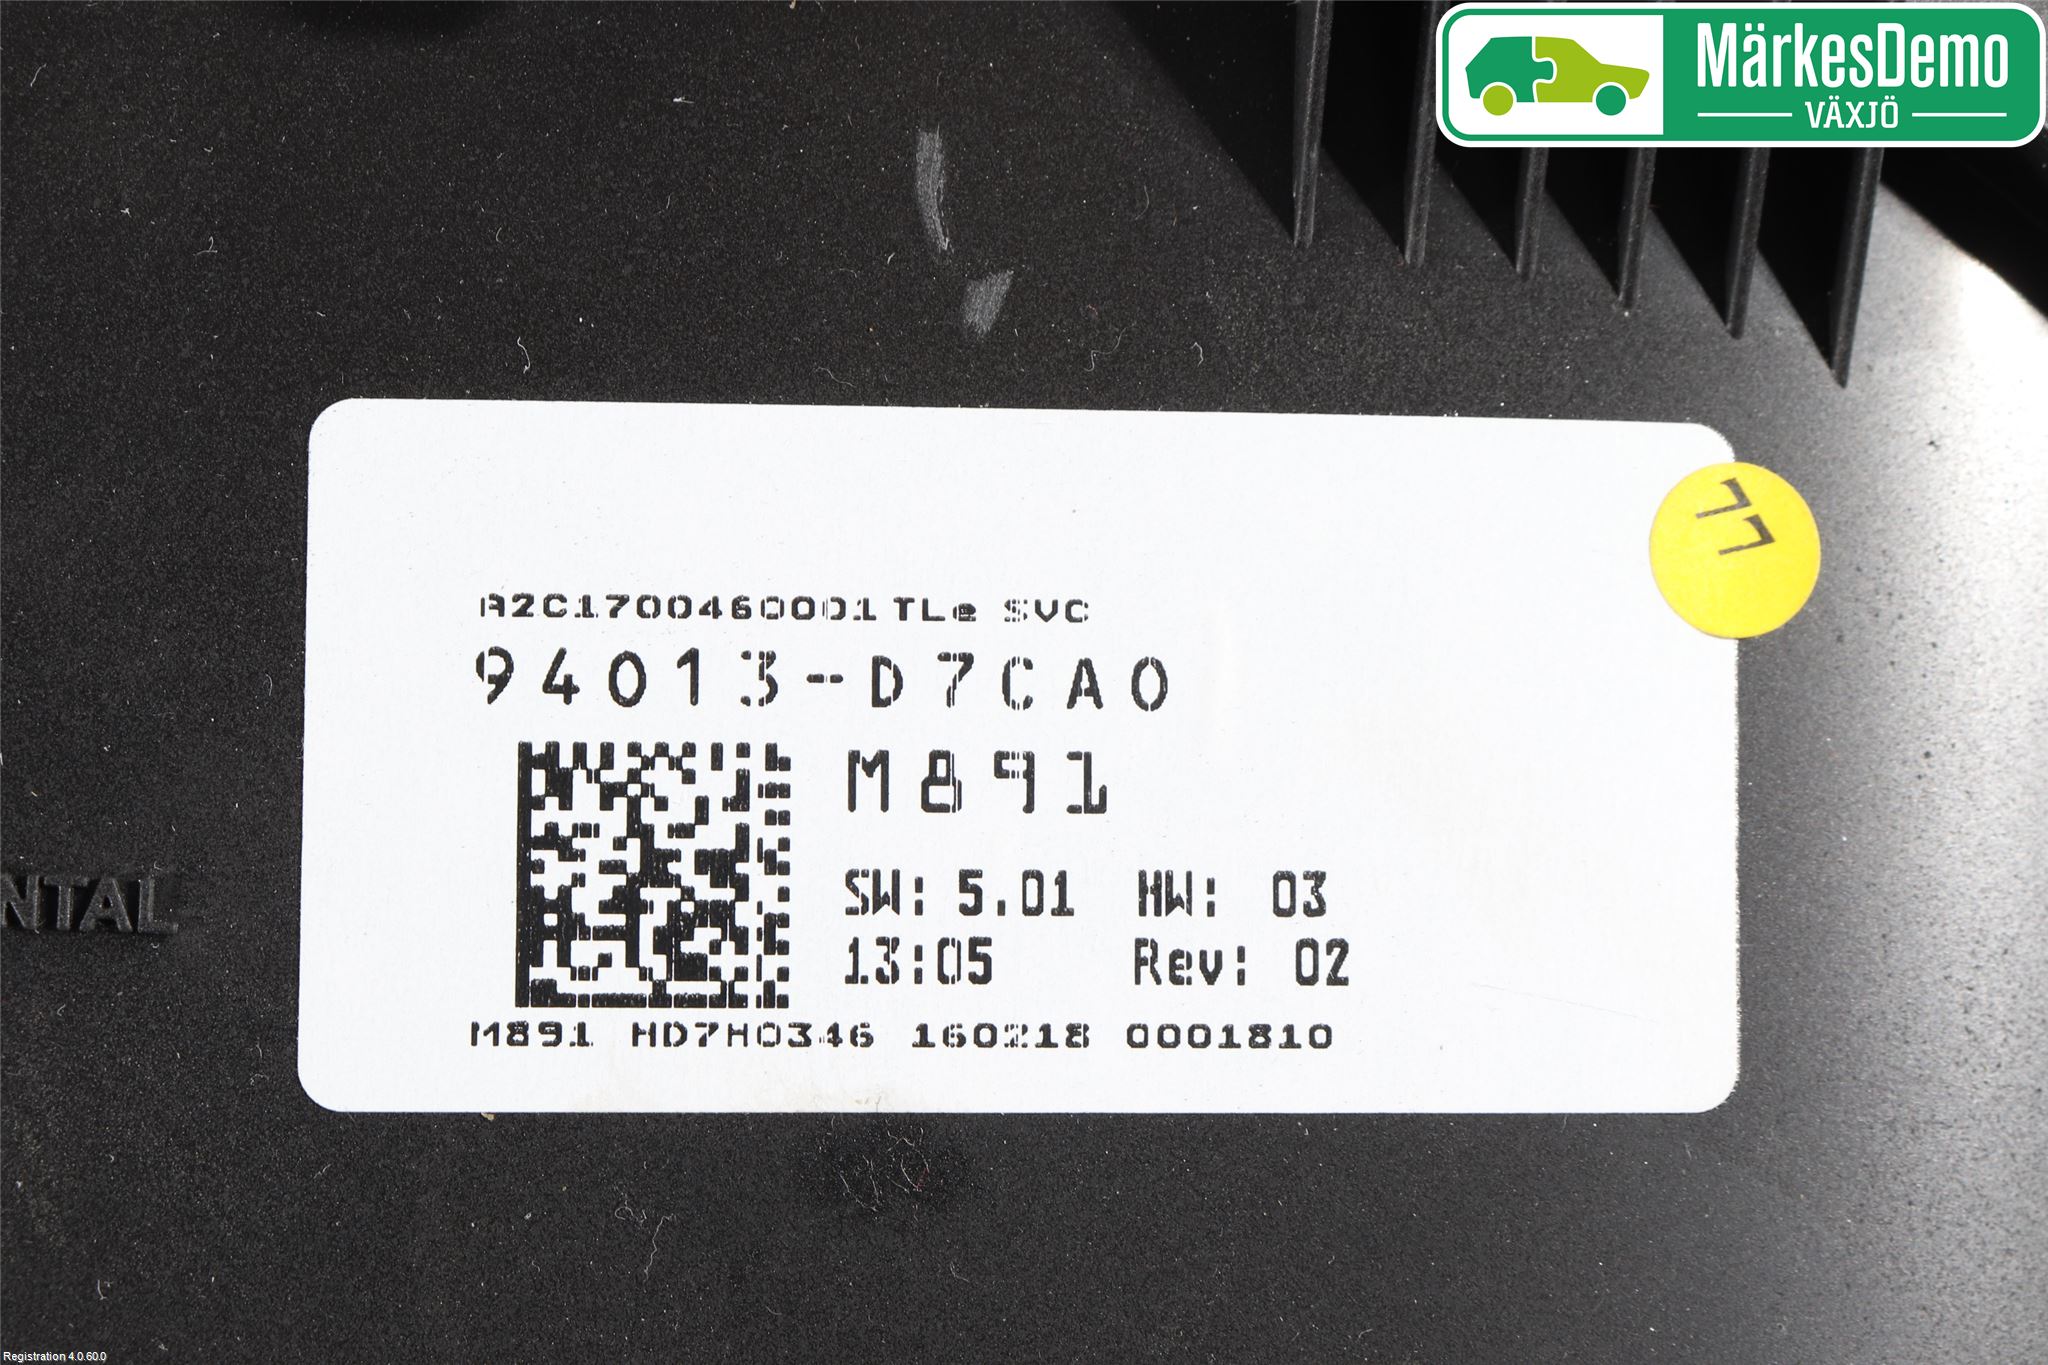 MärkesDemo
VÄXJÖ
77
A2C1700460001 TLe SVC
94013-D7CA0
M891
SW: 5.01 HW: 03
13:05 Rev: 02
NTAL
M891 HD7H0346 160218 0001810
Registration 4.0.60.0